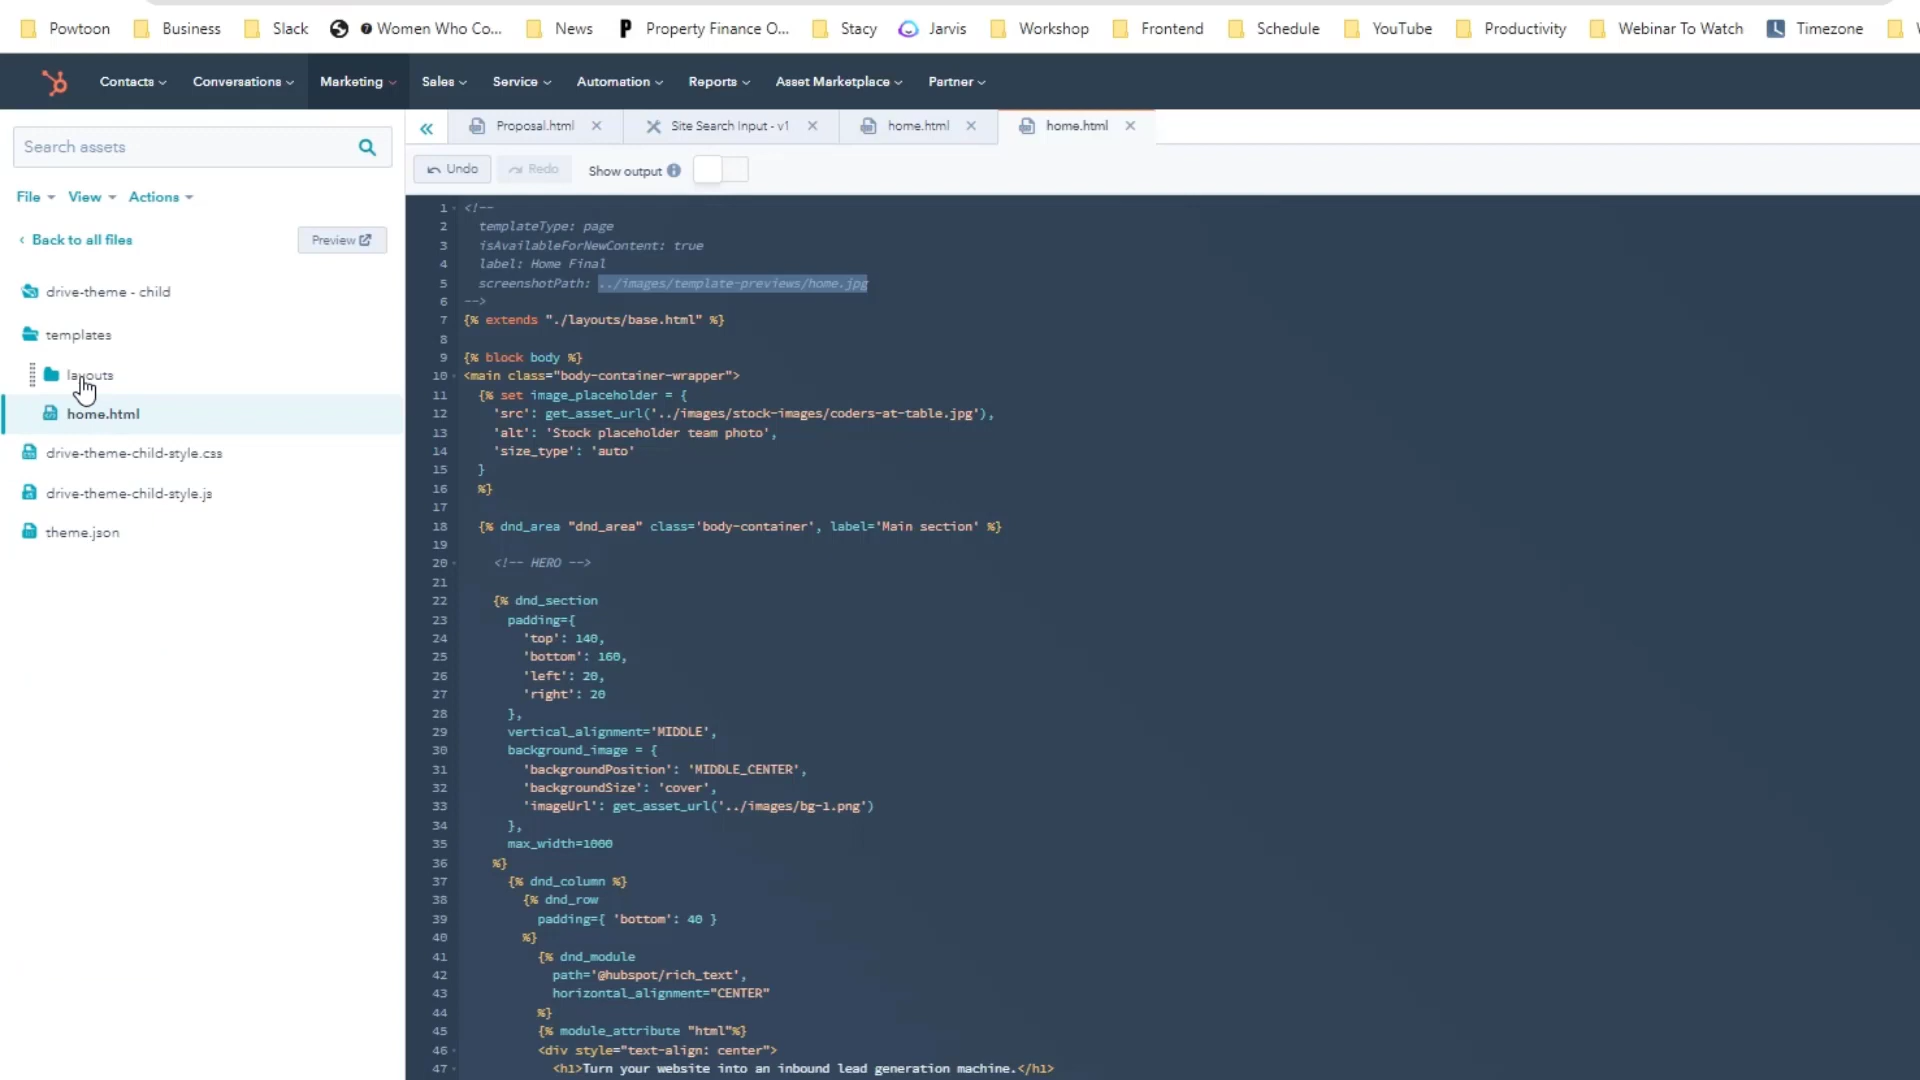 Powtoon Business Slack Women Who Co... News Property Finance O... Stacy Jarvis Workshop Frontend Schedule YouTube Productivity Webinar To Watch Timezone
Contacts Conversations Marketing Sales Service Automation Reports Asset Marketplace Partner
Search assets
File View Actions
Back to all files
Preview
drive-theme - child
templates
layouts
home.html
drive-theme-child-style.css
drive-theme-child-style.js
theme.json
Proposal.html Site Search Input - v1 home.html home.html
Undo Redo Show output
1 <!--
2 templateType: page
3 isAvailableForNewContent: true
4 label: Home Final
5 screenshotPath: ../images/template-previews/home.jpg
6 -->
7 {% extends "./layouts/base.html" %}
8
9 {% block body %}
10 <main class="body-container-wrapper">
11 {% set image_placeholder = {
12 'src': get_asset_url('../images/stock-images/coders-at-table.jpg'),
13 'alt': 'Stock placeholder team photo',
14 'size_type': 'auto'
15 }
16 %}
17
18 {% dnd_area "dnd_area" class='body-container', label='Main section' %}
19
20 <!-- HERO -->
21
22 {% dnd_section
23 padding={
24 'top': 140,
25 'bottom': 160,
26 'left': 20,
27 'right': 20
28 },
29 vertical_alignment='MIDDLE',
30 background_image = {
31 'backgroundPosition': 'MIDDLE_CENTER',
32 'backgroundSize': 'cover',
33 'imageUrl': get_asset_url('../images/bg-1.png')
34 },
35 max_width=1000
36 %}
37 {% dnd_column %}
38 {% dnd_row
39 padding={ 'bottom': 40 }
40 %}
41 {% dnd_module
42 path='@hubspot/rich_text',
43 horizontal_alignment="CENTER"
44 %}
45 {% module_attribute "html"%}
46 <div style="text-align: center">
47 <h1>Turn your website into an inbound lead generation machine.</h1>